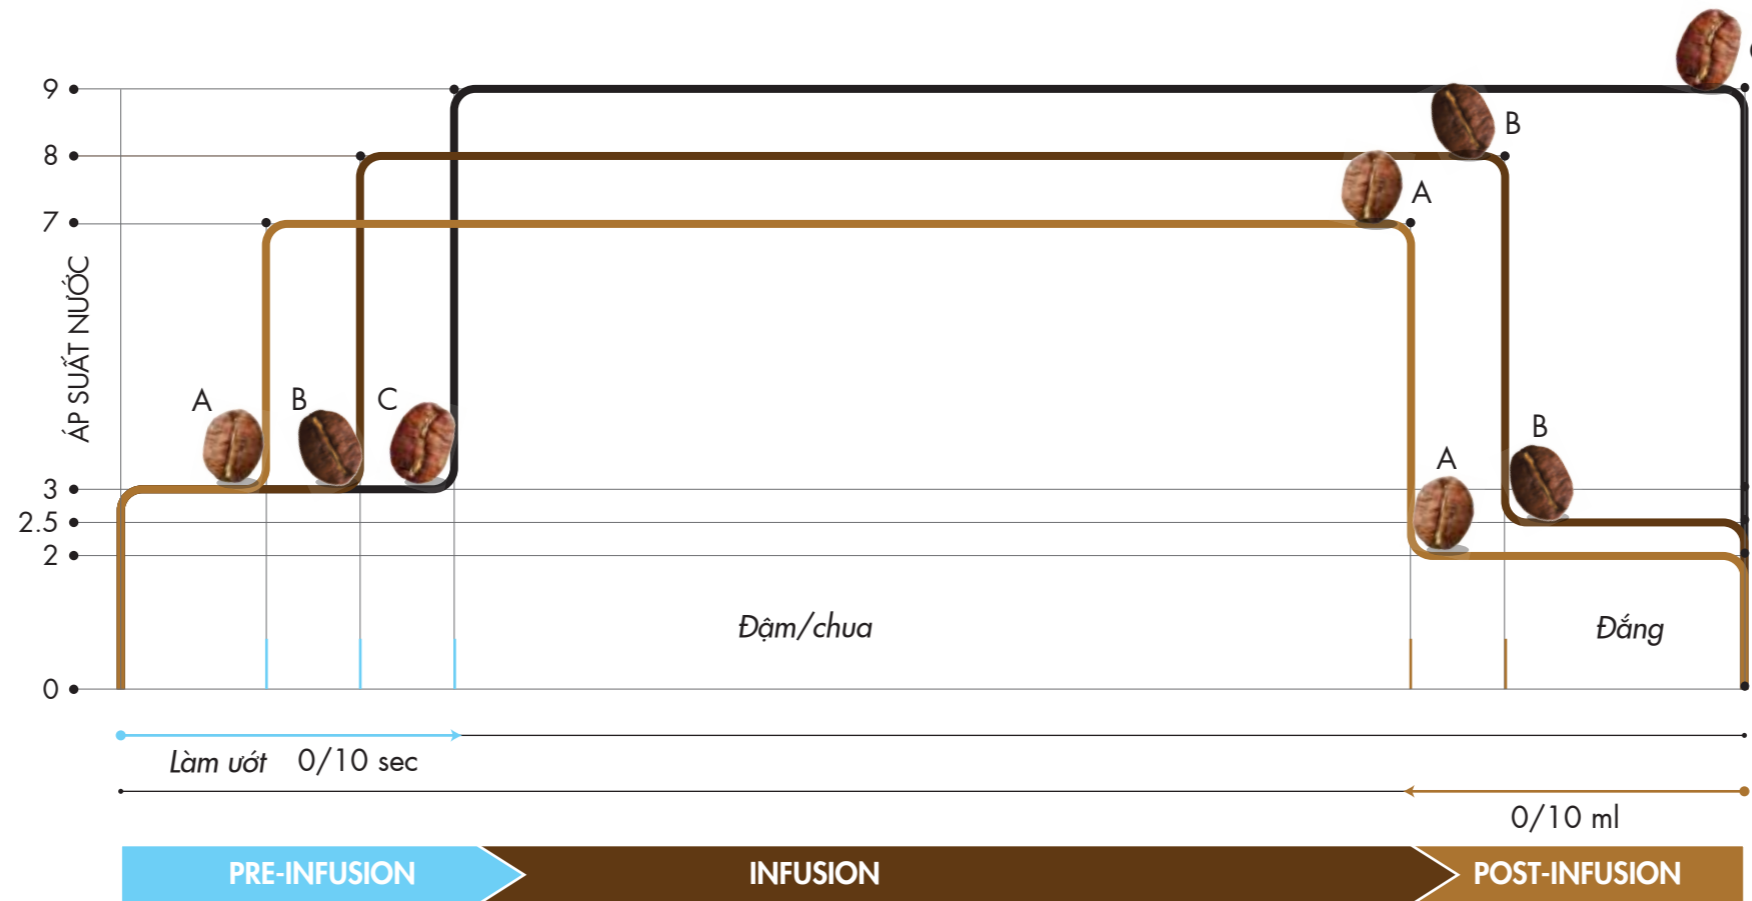 9
8
B
7
A
ÁP SUẤT NƯỚC
A
B
C
B
A
3
2.5
2
Đậm/chua
Đắng
0
Làm ướt 0/10 sec
0/10 ml
PRE-INFUSION
INFUSION
POST-INFUSION